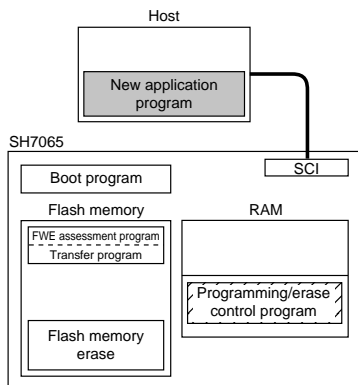 Host
New application
program
SH7065
SCI
Boot program
Flash memory
RAM
FWE assessment program
Transfer program
Programming/erase
control program
Flash memory
erase